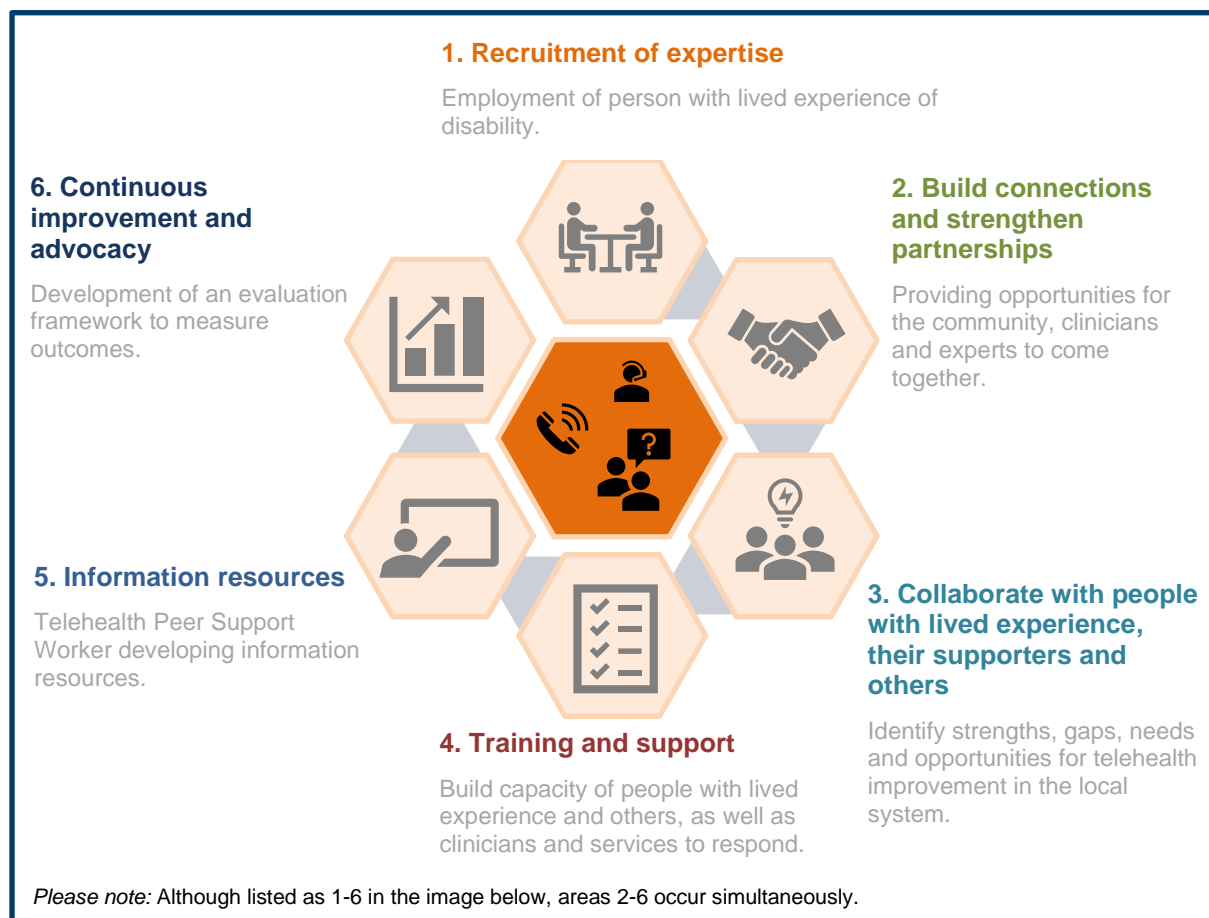 1. Recruitment of expertise
Employment of person with lived experience of
disability.
2. Build connections
and strengthen
partnerships
Providing opportunities for
the community, clinicians
and experts to come
together.
3. Collaborate with people
with lived experience,
their supporters and
others
Identify strengths, gaps, needs
and opportunities for telehealth
improvement in the local
system.
4. Training and support
Build capacity of people with lived
experience and others, as well as
clinicians and services to respond.
5. Information resources
Telehealth Peer Support
Worker developing information
resources.
6. Continuous
improvement and
advocacy
Development of an evaluation
framework to measure
outcomes.
?
Please note: Although listed as 1-6 in the image below, areas 2-6 occur simultaneously.